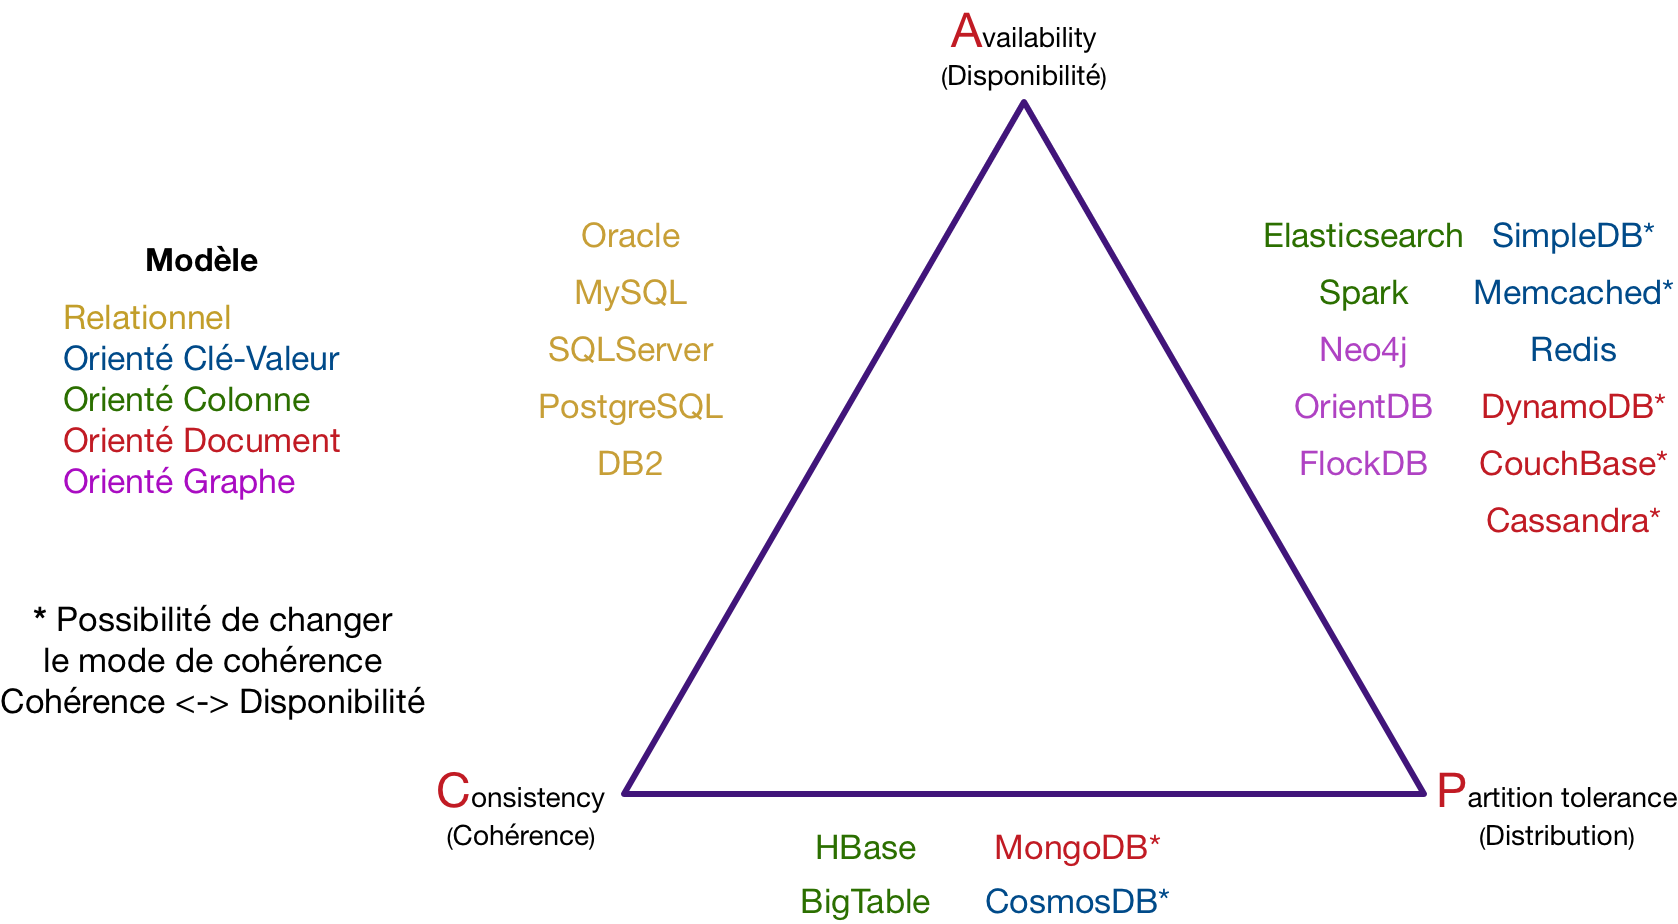 Availability
(Disponibilité)
Modèle
Relationnel
Orienté Clé-Valeur
Orienté Colonne
Orienté Document
Orienté Graphe
* Possibilité de changer
le mode de cohérence
Cohérence <-> Disponibilité
Oracle
MySQL
SQLServer
PostgreSQL
DB2
Elasticsearch SimpleDB*
Spark Memcached*
Neo4j Redis
OrientDB DynamoDB*
FlockDB CouchBase*
Cassandra*
Consistency
(Cohérence)
Partition tolerance
(Distribution)
HBase MongoDB*
BigTable CosmosDB*